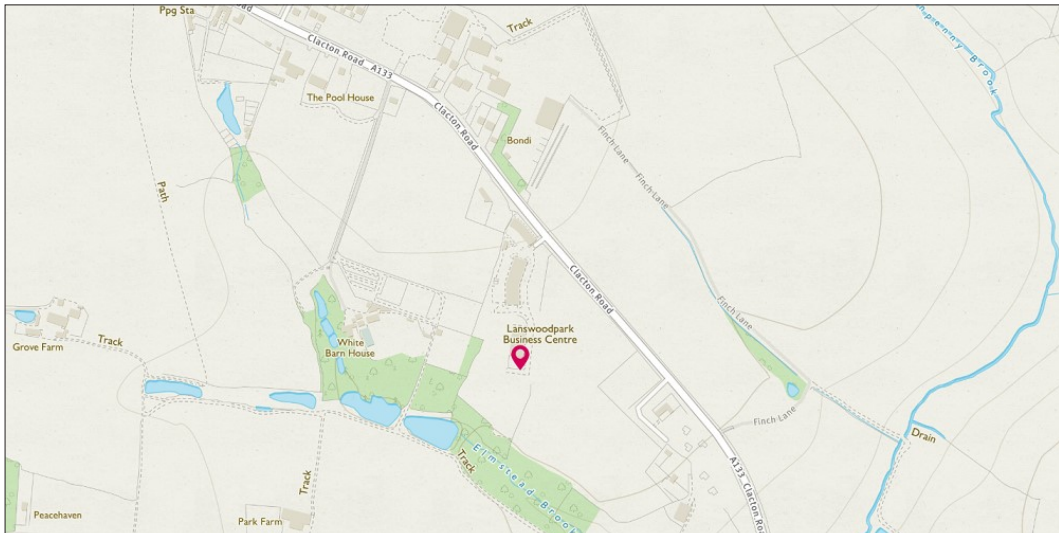 Ppg Sta
Clacton Road A133
Track
The Pool House
Clacton Road
Bondi
Finch Lane
Finch Lane
Path
Clacton Road
Finch Lane
Grove Farm
Track
White
Barn House
Lanswoodpark
Business Centre
Finch Lane
Drain
Track
Elmstead Brook
Track
A133 Clacton Road
Peacehaven
Park Farm